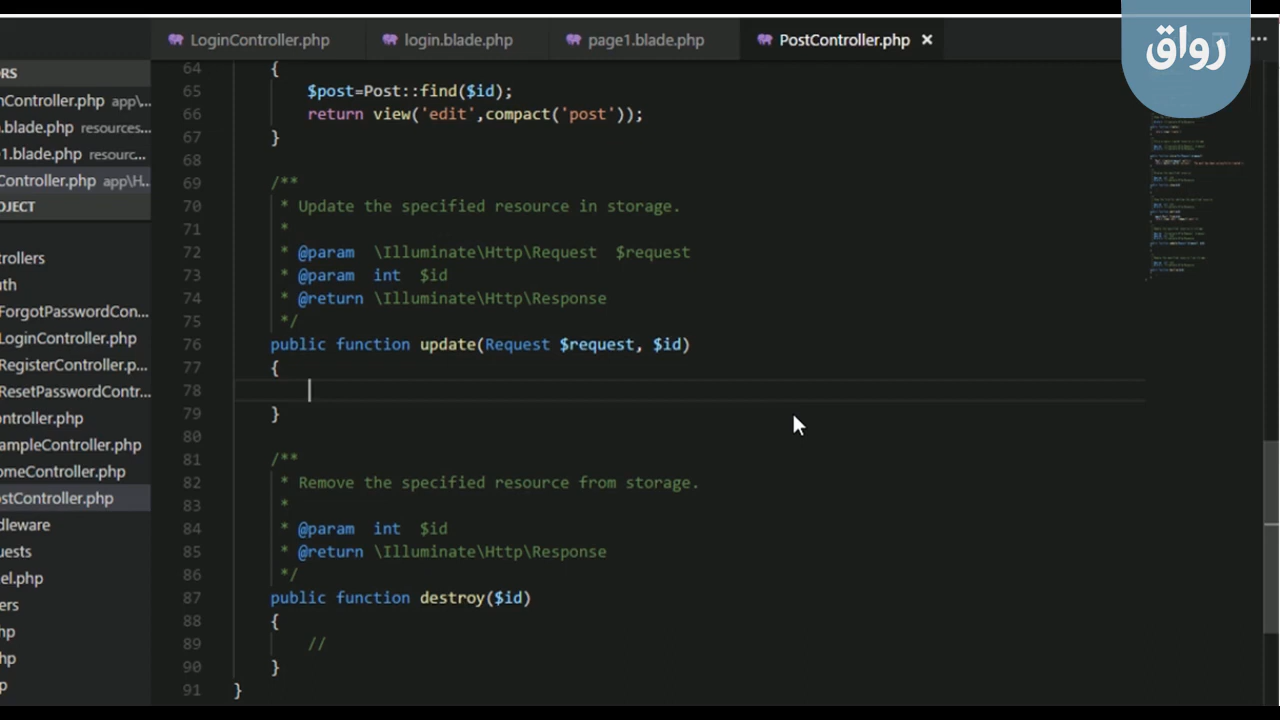 رواق
LoginController.php
login.blade.php
page1.blade.php
PostController.php ×
ORS
nController.php app\...
.blade.php resources...
1.blade.php resourc...
Controller.php app\H...
OJECT
trollers
uth
ForgotPasswordCon...
LoginController.php
RegisterController.p...
ResetPasswordContr...
ontroller.php
ampleController.php
omeController.php
ostController.php
dleware
uests
el.php
ers
hp
hp
p
64 {
65 $post=Post::find($id);
66 return view('edit',compact('post'));
67 }
68
69 /**
70 * Update the specified resource in storage.
71 *
72 * @param \Illuminate\Http\Request $request
73 * @param int $id
74 * @return \Illuminate\Http\Response
75 */
76 public function update(Request $request, $id)
77 {
78
79 }
80
81 /**
82 * Remove the specified resource from storage.
83 *
84 * @param int $id
85 * @return \Illuminate\Http\Response
86 */
87 public function destroy($id)
88 {
89 //
90 }
91 }